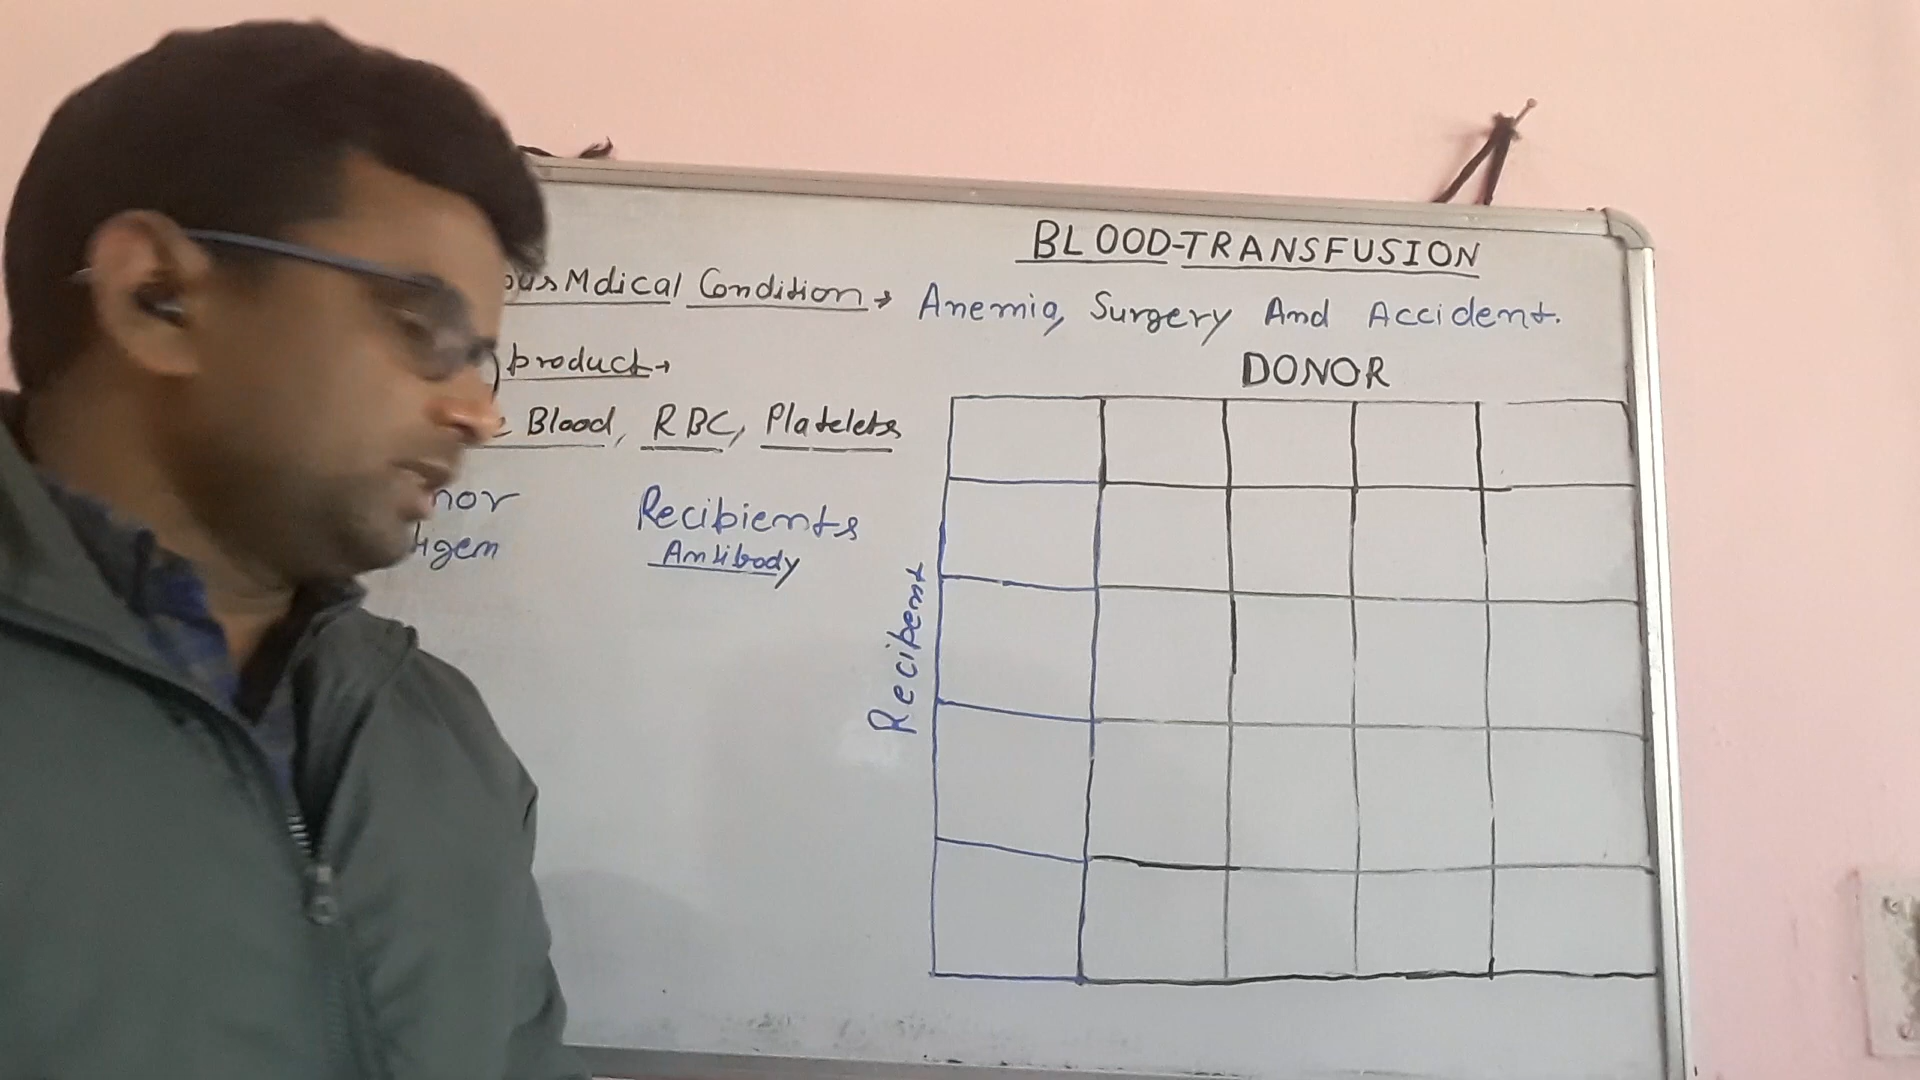 BLOOD-TRANSFUSION
Mdical Condition → Anemia, Surgery And Accident.
product →
Blood, RBC, Platelets
DONOR
Recibients
Antibody
Recibent